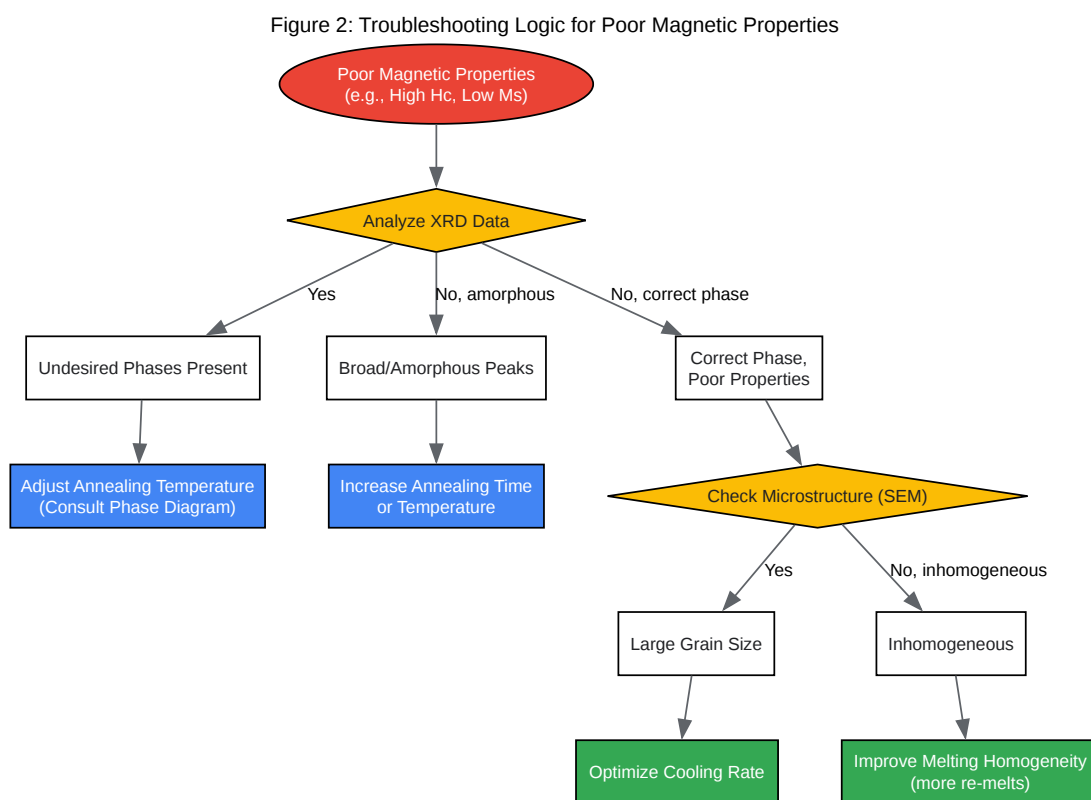 Figure 2: Troubleshooting Logic for Poor Magnetic Properties
Poor Magnetic Properties
(e.g., High Hc, Low Ms)
Analyze XRD Data
Yes
No, amorphous
No, correct phase
Undesired Phases Present
Broad/Amorphous Peaks
Correct Phase,
Poor Properties
Adjust Annealing Temperature
(Consult Phase Diagram)
Increase Annealing Time
or Temperature
Check Microstructure (SEM)
Yes
No, inhomogeneous
Large Grain Size
Inhomogeneous
Optimize Cooling Rate
Improve Melting Homogeneity
(more re-melts)